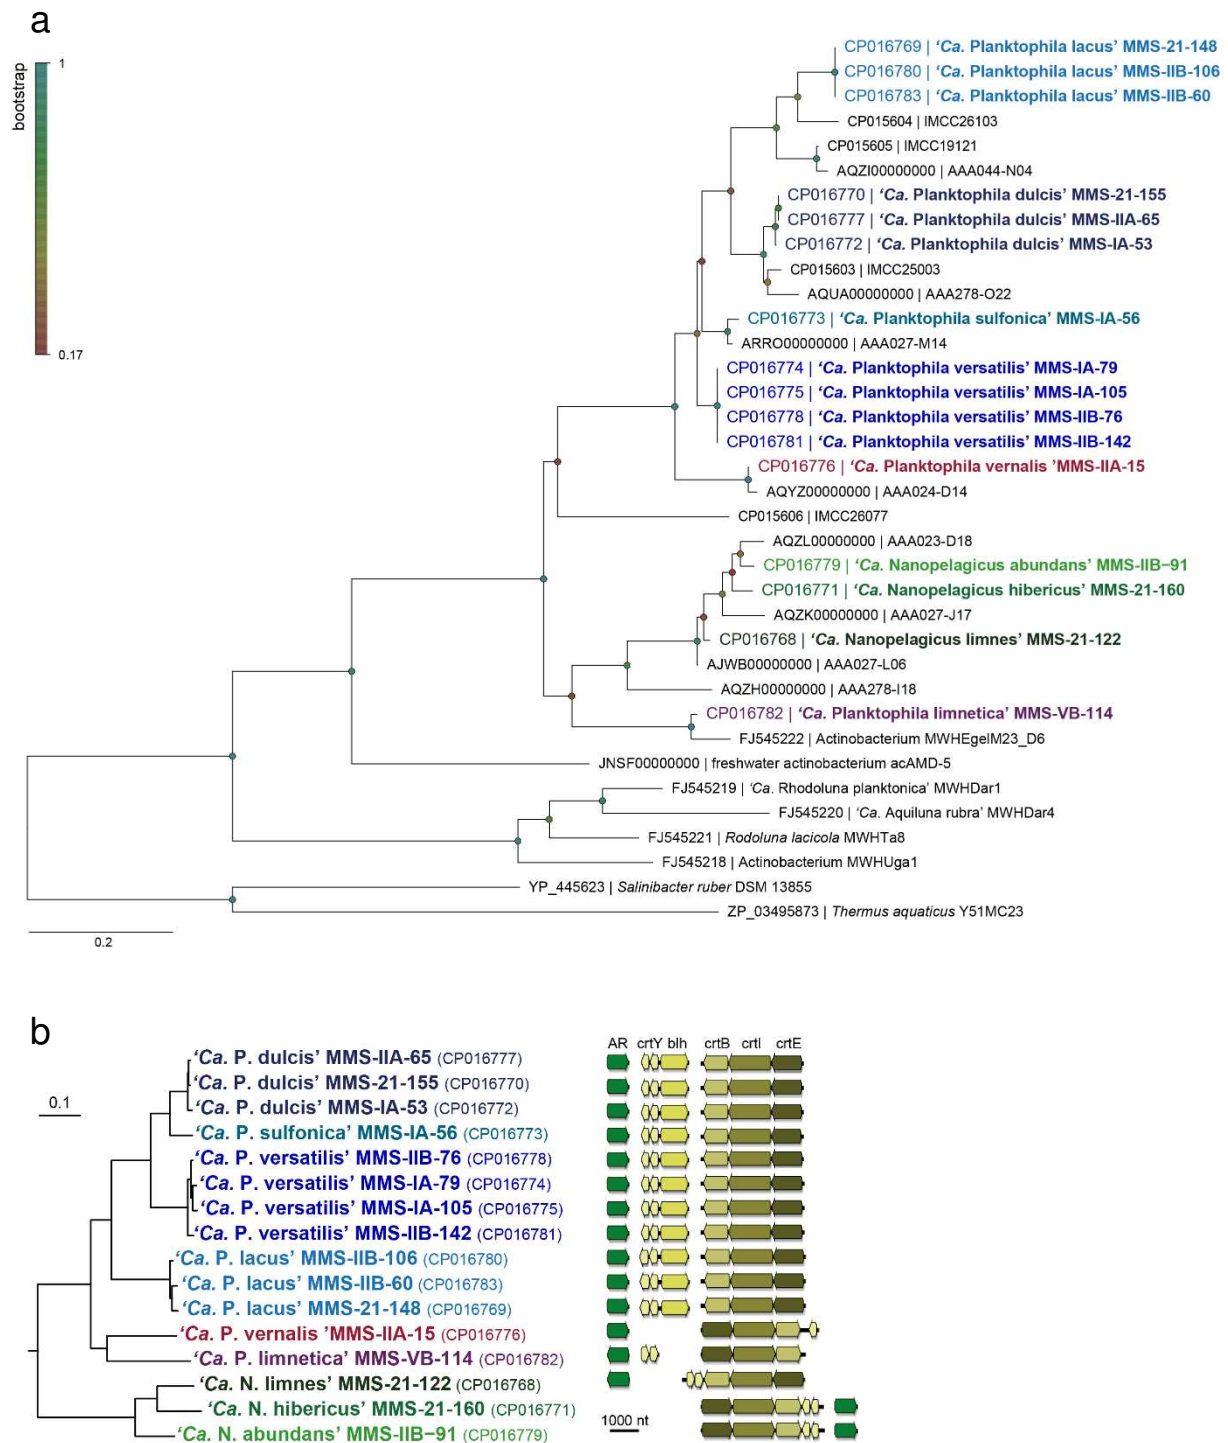 a
bootstrap
1
0.17
CP016769 | ‘Ca. Planktophila lacus’ MMS-21-148
CP016780 | ‘Ca. Planktophila lacus’ MMS-IIB-106
CP016783 | ‘Ca. Planktophila lacus’ MMS-IIB-60
CP015604 | IMCC26103
CP015605 | IMCC19121
AQZI00000000 | AAA044-N04
CP016770 | ‘Ca. Planktophila dulcis’ MMS-21-155
CP016777 | ‘Ca. Planktophila dulcis’ MMS-IIA-65
CP016772 | ‘Ca. Planktophila dulcis’ MMS-IA-53
CP015603 | IMCC25003
AQUA00000000 | AAA278-O22
CP016773 | ‘Ca. Planktophila sulfonica’ MMS-IA-56
ARRO00000000 | AAA027-M14
CP016774 | ‘Ca. Planktophila versatilis’ MMS-IA-79
CP016775 | ‘Ca. Planktophila versatilis’ MMS-IA-105
CP016778 | ‘Ca. Planktophila versatilis’ MMS-IIB-76
CP016781 | ‘Ca. Planktophila versatilis’ MMS-IIB-142
CP016776 | ‘Ca. Planktophila vernalis ’MMS-IIA-15
AQYZ00000000 | AAA024-D14
CP015606 | IMCC26077
AQZL00000000 | AAA023-D18
CP016779 | ‘Ca. Nanopelagicus abundans’ MMS-IIB−91
CP016771 | ‘Ca. Nanopelagicus hibericus’ MMS-21-160
AQZK00000000 | AAA027-J17
CP016768 | ‘Ca. Nanopelagicus limnes’ MMS-21-122
AJWB00000000 | AAA027-L06
AQZH00000000 | AAA278-I18
CP016782 | ‘Ca. Planktophila limnetica’ MMS-VB-114
FJ545222 | Actinobacterium MWHEgelM23_D6
JNSF00000000 | freshwater actinobacterium acAMD-5
FJ545219 | ‘Ca. Rhodoluna planktonica’ MWHDar1
FJ545220 | ‘Ca. Aquiluna rubra’ MWHDar4
FJ545221 | Rodoluna lacicola MWHTa8
FJ545218 | Actinobacterium MWHUga1
YP_445623 | Salinibacter ruber DSM 13855
ZP_03495873 | Thermus aquaticus Y51MC23
0.2
b
AR crtY blh crtB crtI crtE
0.1
‘Ca. P. dulcis’ MMS-IIA-65 (CP016777)
‘Ca. P. dulcis’ MMS-21-155 (CP016770)
‘Ca. P. dulcis’ MMS-IA-53 (CP016772)
‘Ca. P. sulfonica’ MMS-IA-56 (CP016773)
‘Ca. P. versatilis’ MMS-IIB-76 (CP016778)
‘Ca. P. versatilis’ MMS-IA-79 (CP016774)
‘Ca. P. versatilis’ MMS-IA-105 (CP016775)
‘Ca. P. versatilis’ MMS-IIB-142 (CP016781)
‘Ca. P. lacus’ MMS-IIB-106 (CP016780)
‘Ca. P. lacus’ MMS-IIB-60 (CP016783)
‘Ca. P. lacus’ MMS-21-148 (CP016769)
‘Ca. P. vernalis ’MMS-IIA-15 (CP016776)
‘Ca. P. limnetica’ MMS-VB-114 (CP016782)
‘Ca. N. limnes’ MMS-21-122 (CP016768)
‘Ca. N. hibericus’ MMS-21-160 (CP016771)
‘Ca. N. abundans’ MMS-IIB−91 (CP016779)
1000 nt